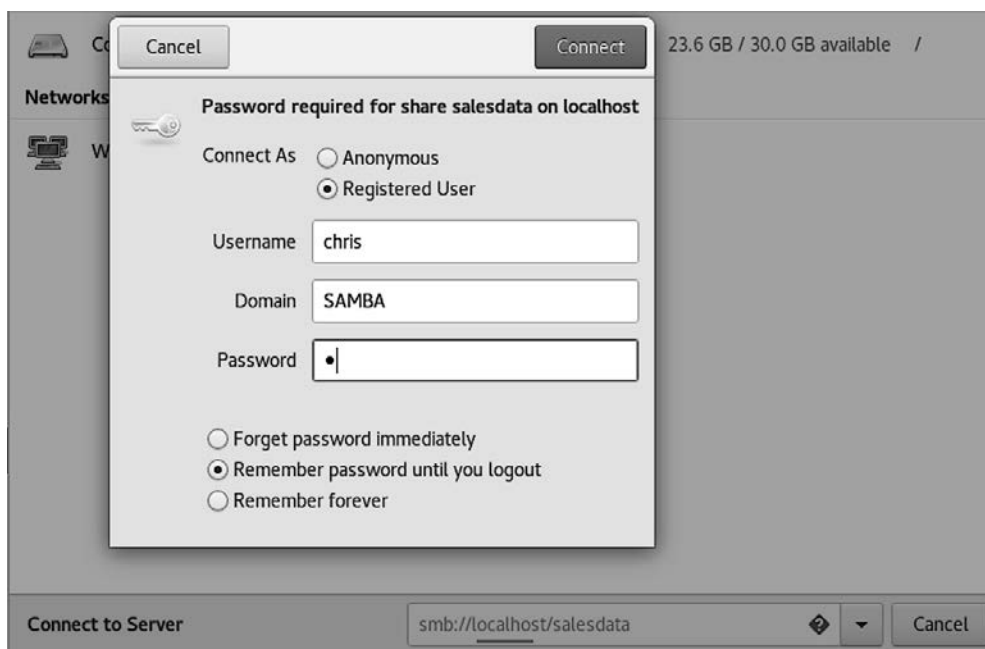 Cancel
Connect
23.6 GB / 30.0 GB available /
Networks
Password required for share salesdata on localhost
Connect As
Anonymous
Registered User
Username
chris
Domain
SAMBA
Password
Forget password immediately
Remember password until you logout
Remember forever
Connect to Server
smb://localhost/salesdata
Cancel